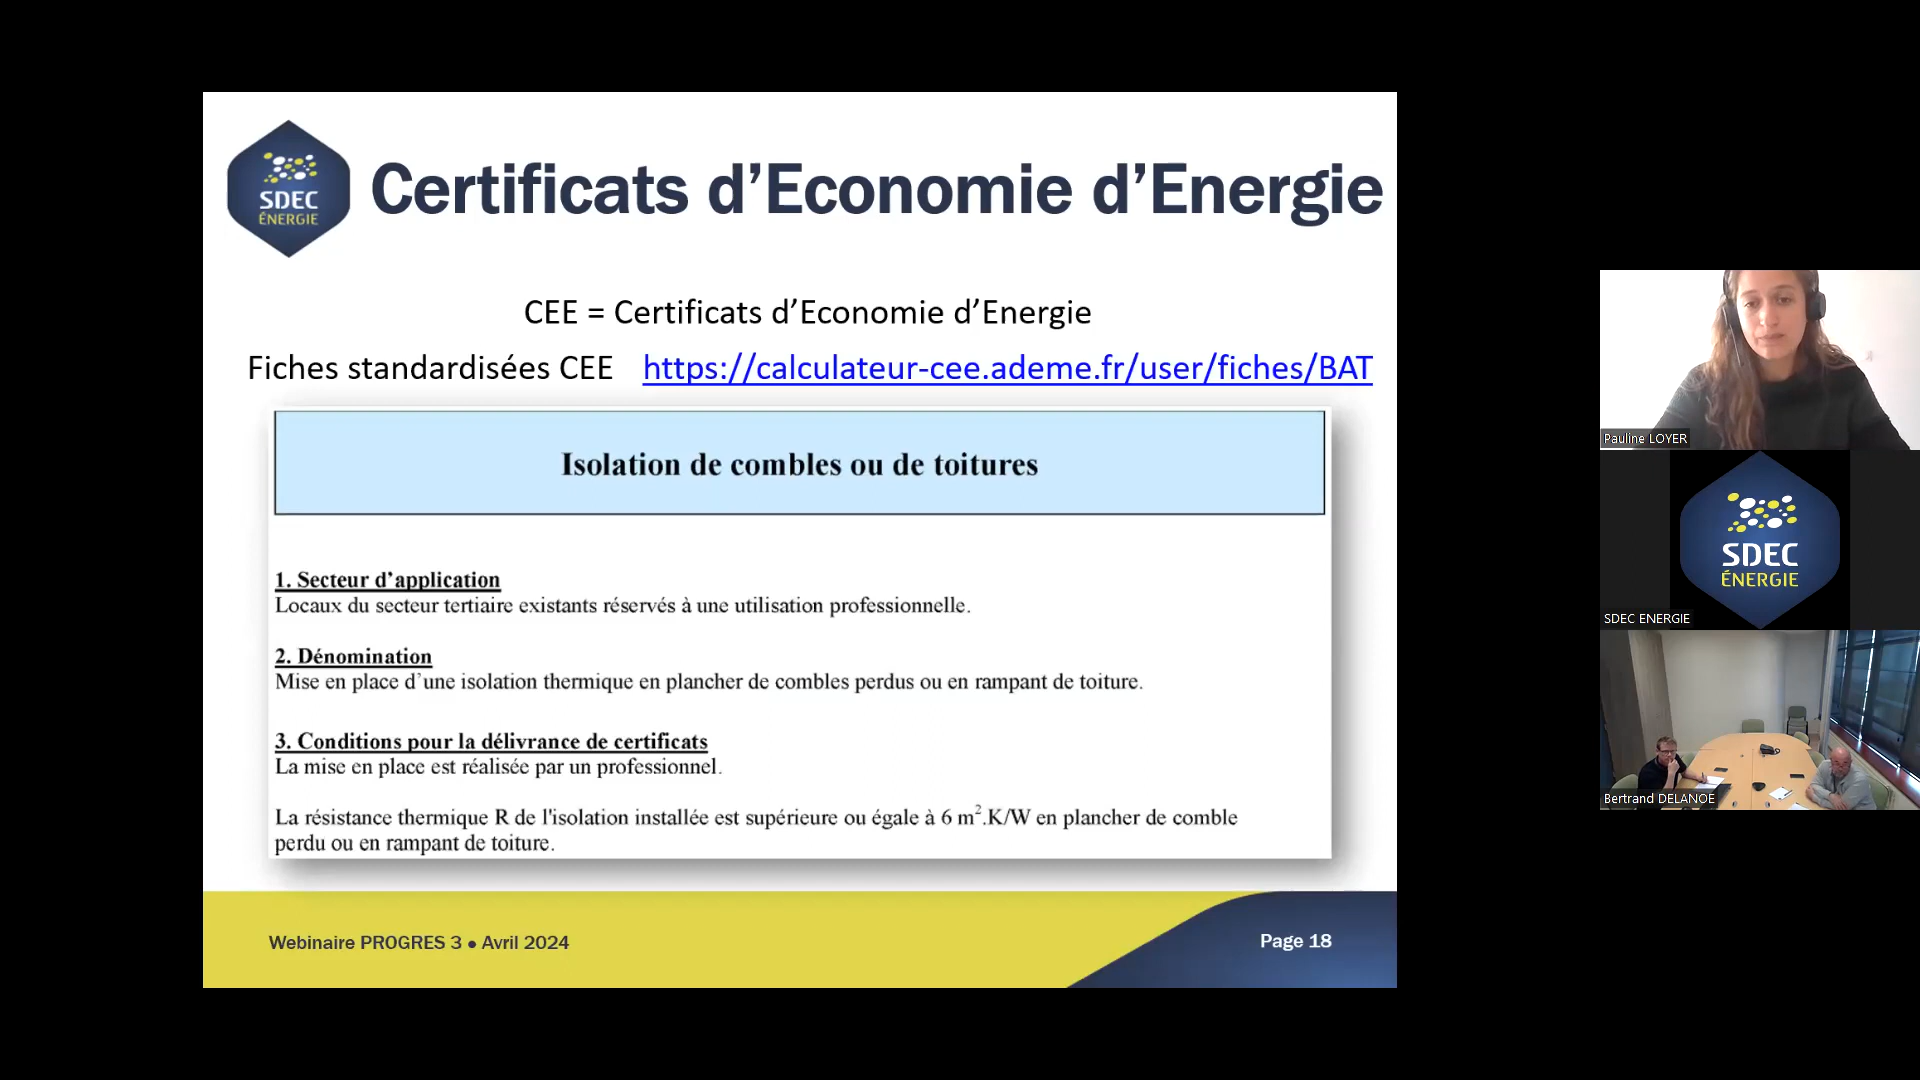 SDEC
ÉNERGIE
Certificats d’Economie d’Energie
CEE = Certificats d’Economie d’Energie
Fiches standardisées CEE https://calculateur-cee.ademe.fr/user/fiches/BAT
Isolation de combles ou de toitures
1. Secteur d’application
Locaux du secteur tertiaire existants réservés à une utilisation professionnelle.
2. Dénomination
Mise en place d’une isolation thermique en plancher de combles perdus ou en rampant de toiture.
3. Conditions pour la délivrance de certificats
La mise en place est réalisée par un professionnel.
La résistance thermique R de l'isolation installée est supérieure ou égale à 6 m².K/W en plancher de comble
perdu ou en rampant de toiture.
Webinaire PROGRES 3 • Avril 2024
Page 18
Pauline LOYER
SDEC
ÉNERGIE
SDEC ENERGIE
Bertrand DELANOE